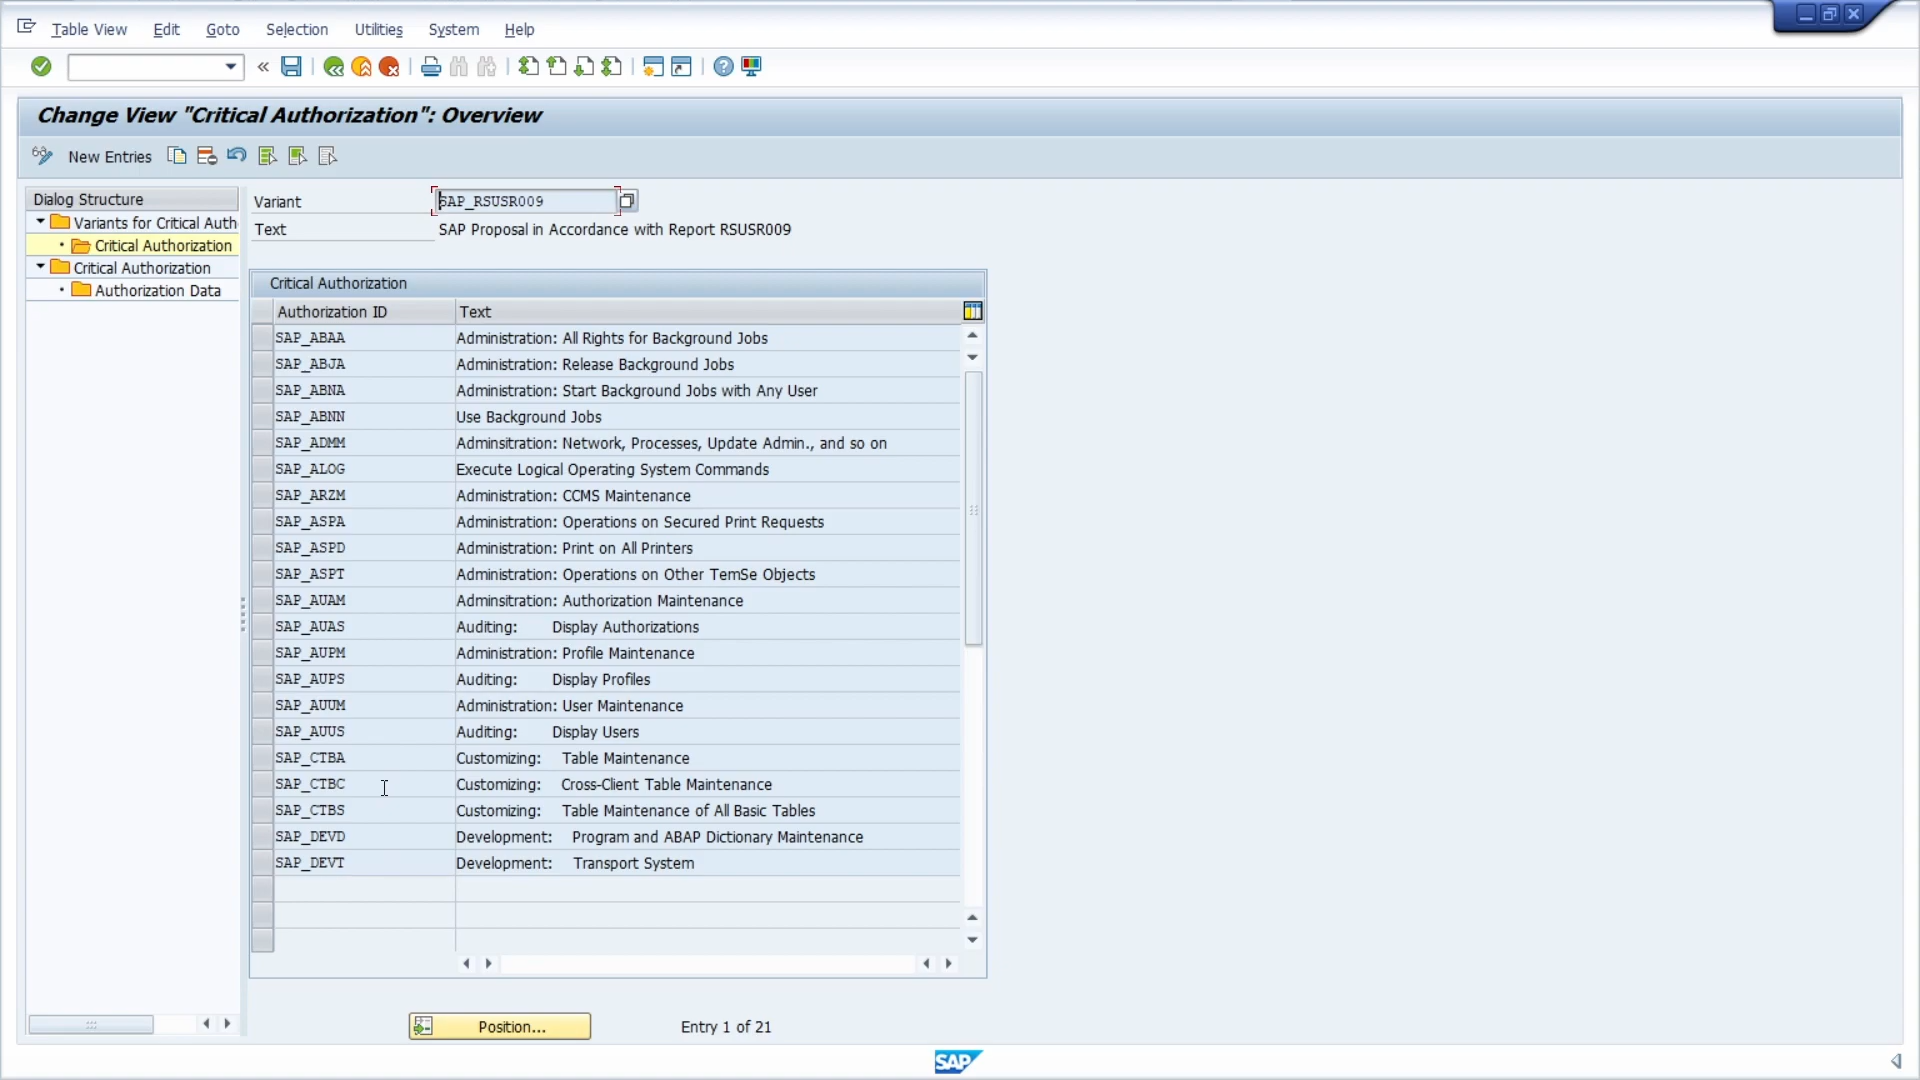 Table View Edit Goto Selection Utilities System Help
Change View "Critical Authorization": Overview
New Entries
Dialog Structure
Variants for Critical Auth
Critical Authorization
Critical Authorization
Authorization Data
Variant SAP_RSUSR009
Text SAP Proposal in Accordance with Report RSUSR009
Critical Authorization
Authorization ID Text
SAP_ABAA Administration: All Rights for Background Jobs
SAP_ABJA Administration: Release Background Jobs
SAP_ABNA Administration: Start Background Jobs with Any User
SAP_ABNN Use Background Jobs
SAP_ADMM Adminsitration: Network, Processes, Update Admin., and so on
SAP_ALOG Execute Logical Operating System Commands
SAP_ARZM Administration: CCMS Maintenance
SAP_ASPA Administration: Operations on Secured Print Requests
SAP_ASPD Administration: Print on All Printers
SAP_ASPT Administration: Operations on Other TemSe Objects
SAP_AUAM Adminsitration: Authorization Maintenance
SAP_AUAS Auditing: Display Authorizations
SAP_AUPM Administration: Profile Maintenance
SAP_AUPS Auditing: Display Profiles
SAP_AUUM Administration: User Maintenance
SAP_AUUS Auditing: Display Users
SAP_CTBA Customizing: Table Maintenance
SAP_CTBC Customizing: Cross-Client Table Maintenance
SAP_CTBS Customizing: Table Maintenance of All Basic Tables
SAP_DEVD Development: Program and ABAP Dictionary Maintenance
SAP_DEVT Development: Transport System
Position... Entry 1 of 21
SAP